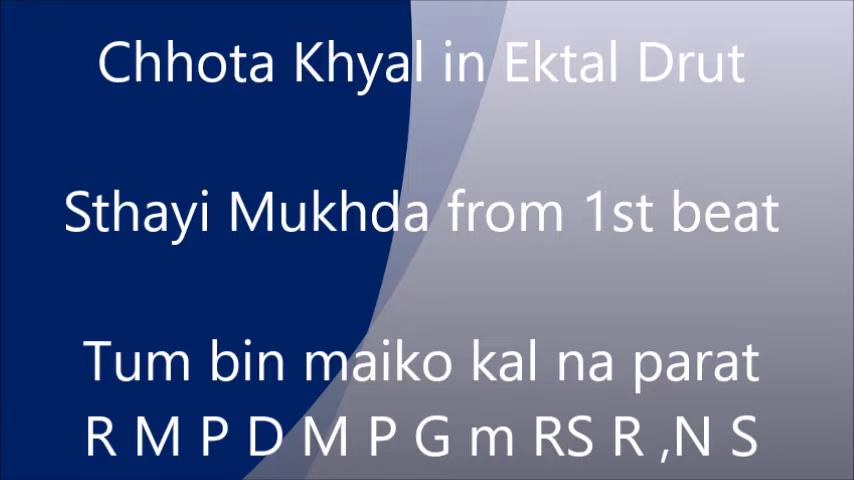 Chhota Khyal in Ektal Drut
Sthayi Mukhda from 1st beat
Tum bin maiko kal na parat
R M P D M P G m RS R ,N S